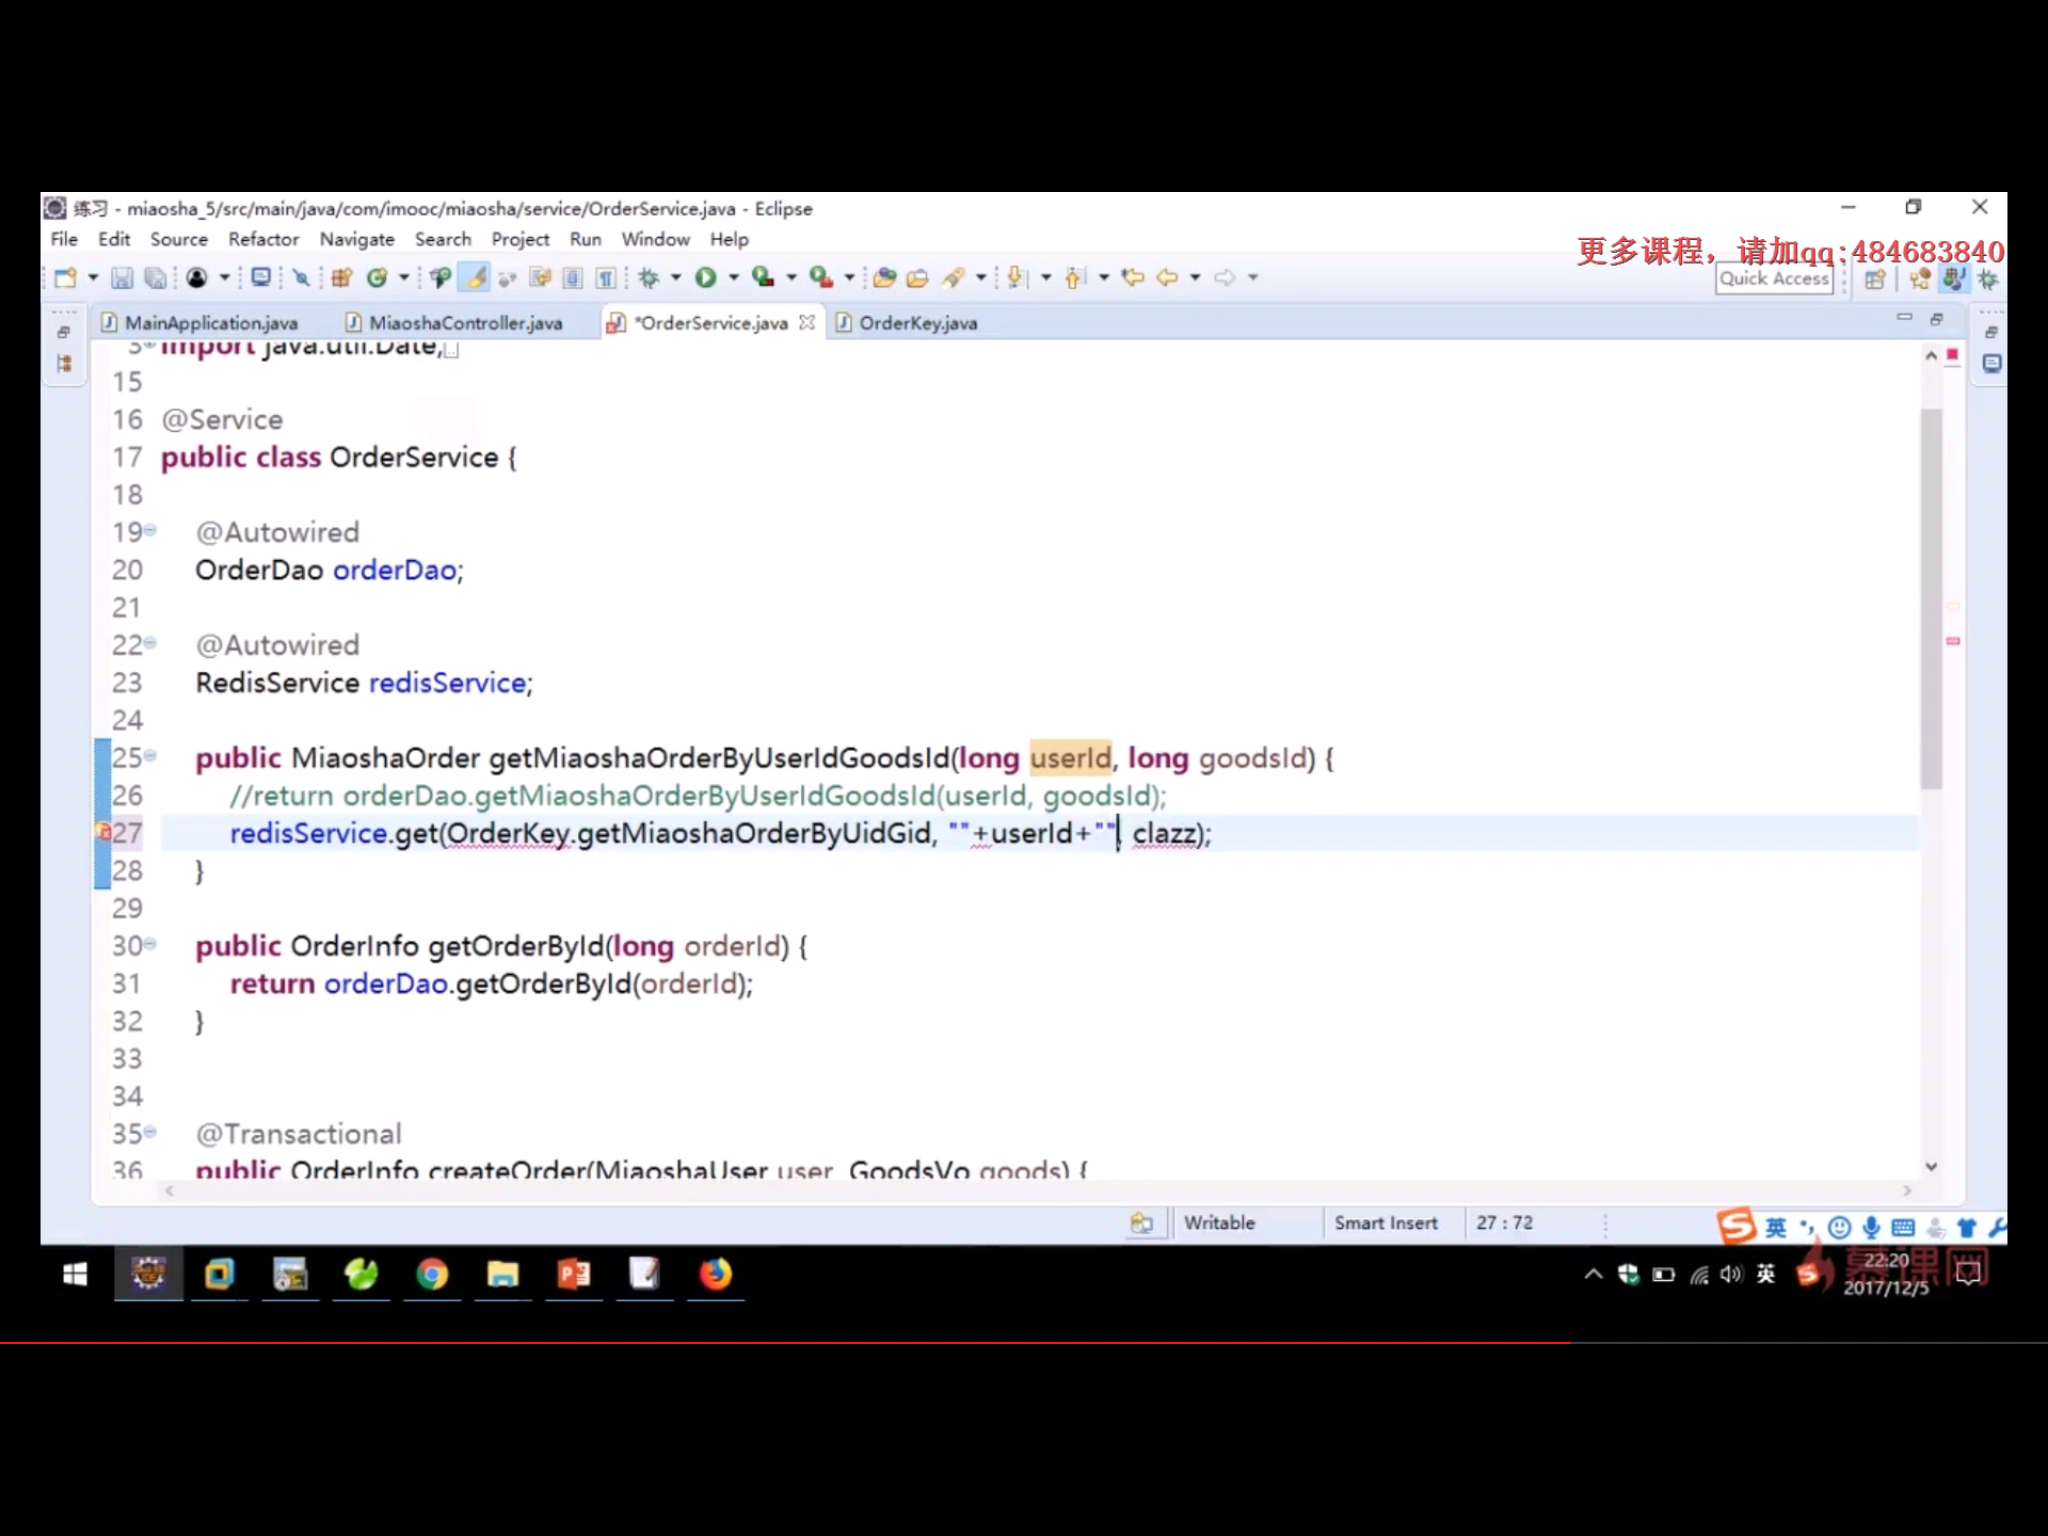 练习 - miaosha_5/src/main/java/com/imooc/miaosha/service/OrderService.java - Eclipse
File Edit Source Refactor Navigate Search Project Run Window Help
更多课程，请加qq:484683840
Quick Access
MainApplication.java MiaoshaController.java *OrderService.java OrderKey.java
3 import java.util.Date;
15
16 @Service
17 public class OrderService {
18
19 @Autowired
20 OrderDao orderDao;
21
22 @Autowired
23 RedisService redisService;
24
25 public MiaoshaOrder getMiaoshaOrderByUserIdGoodsId(long userId, long goodsId) {
26 //return orderDao.getMiaoshaOrderByUserIdGoodsId(userId, goodsId);
27 redisService.get(OrderKey.getMiaoshaOrderByUidGid, ""+userId+"", clazz);
28 }
29
30 public OrderInfo getOrderById(long orderId) {
31 return orderDao.getOrderById(orderId);
32 }
33
34
35 @Transactional
36 public OrderInfo createOrder(MiaoshaUser user, GoodsVo goods) {
Writable Smart Insert 27 : 72
英
英
22:20
2017/12/5
慕课网